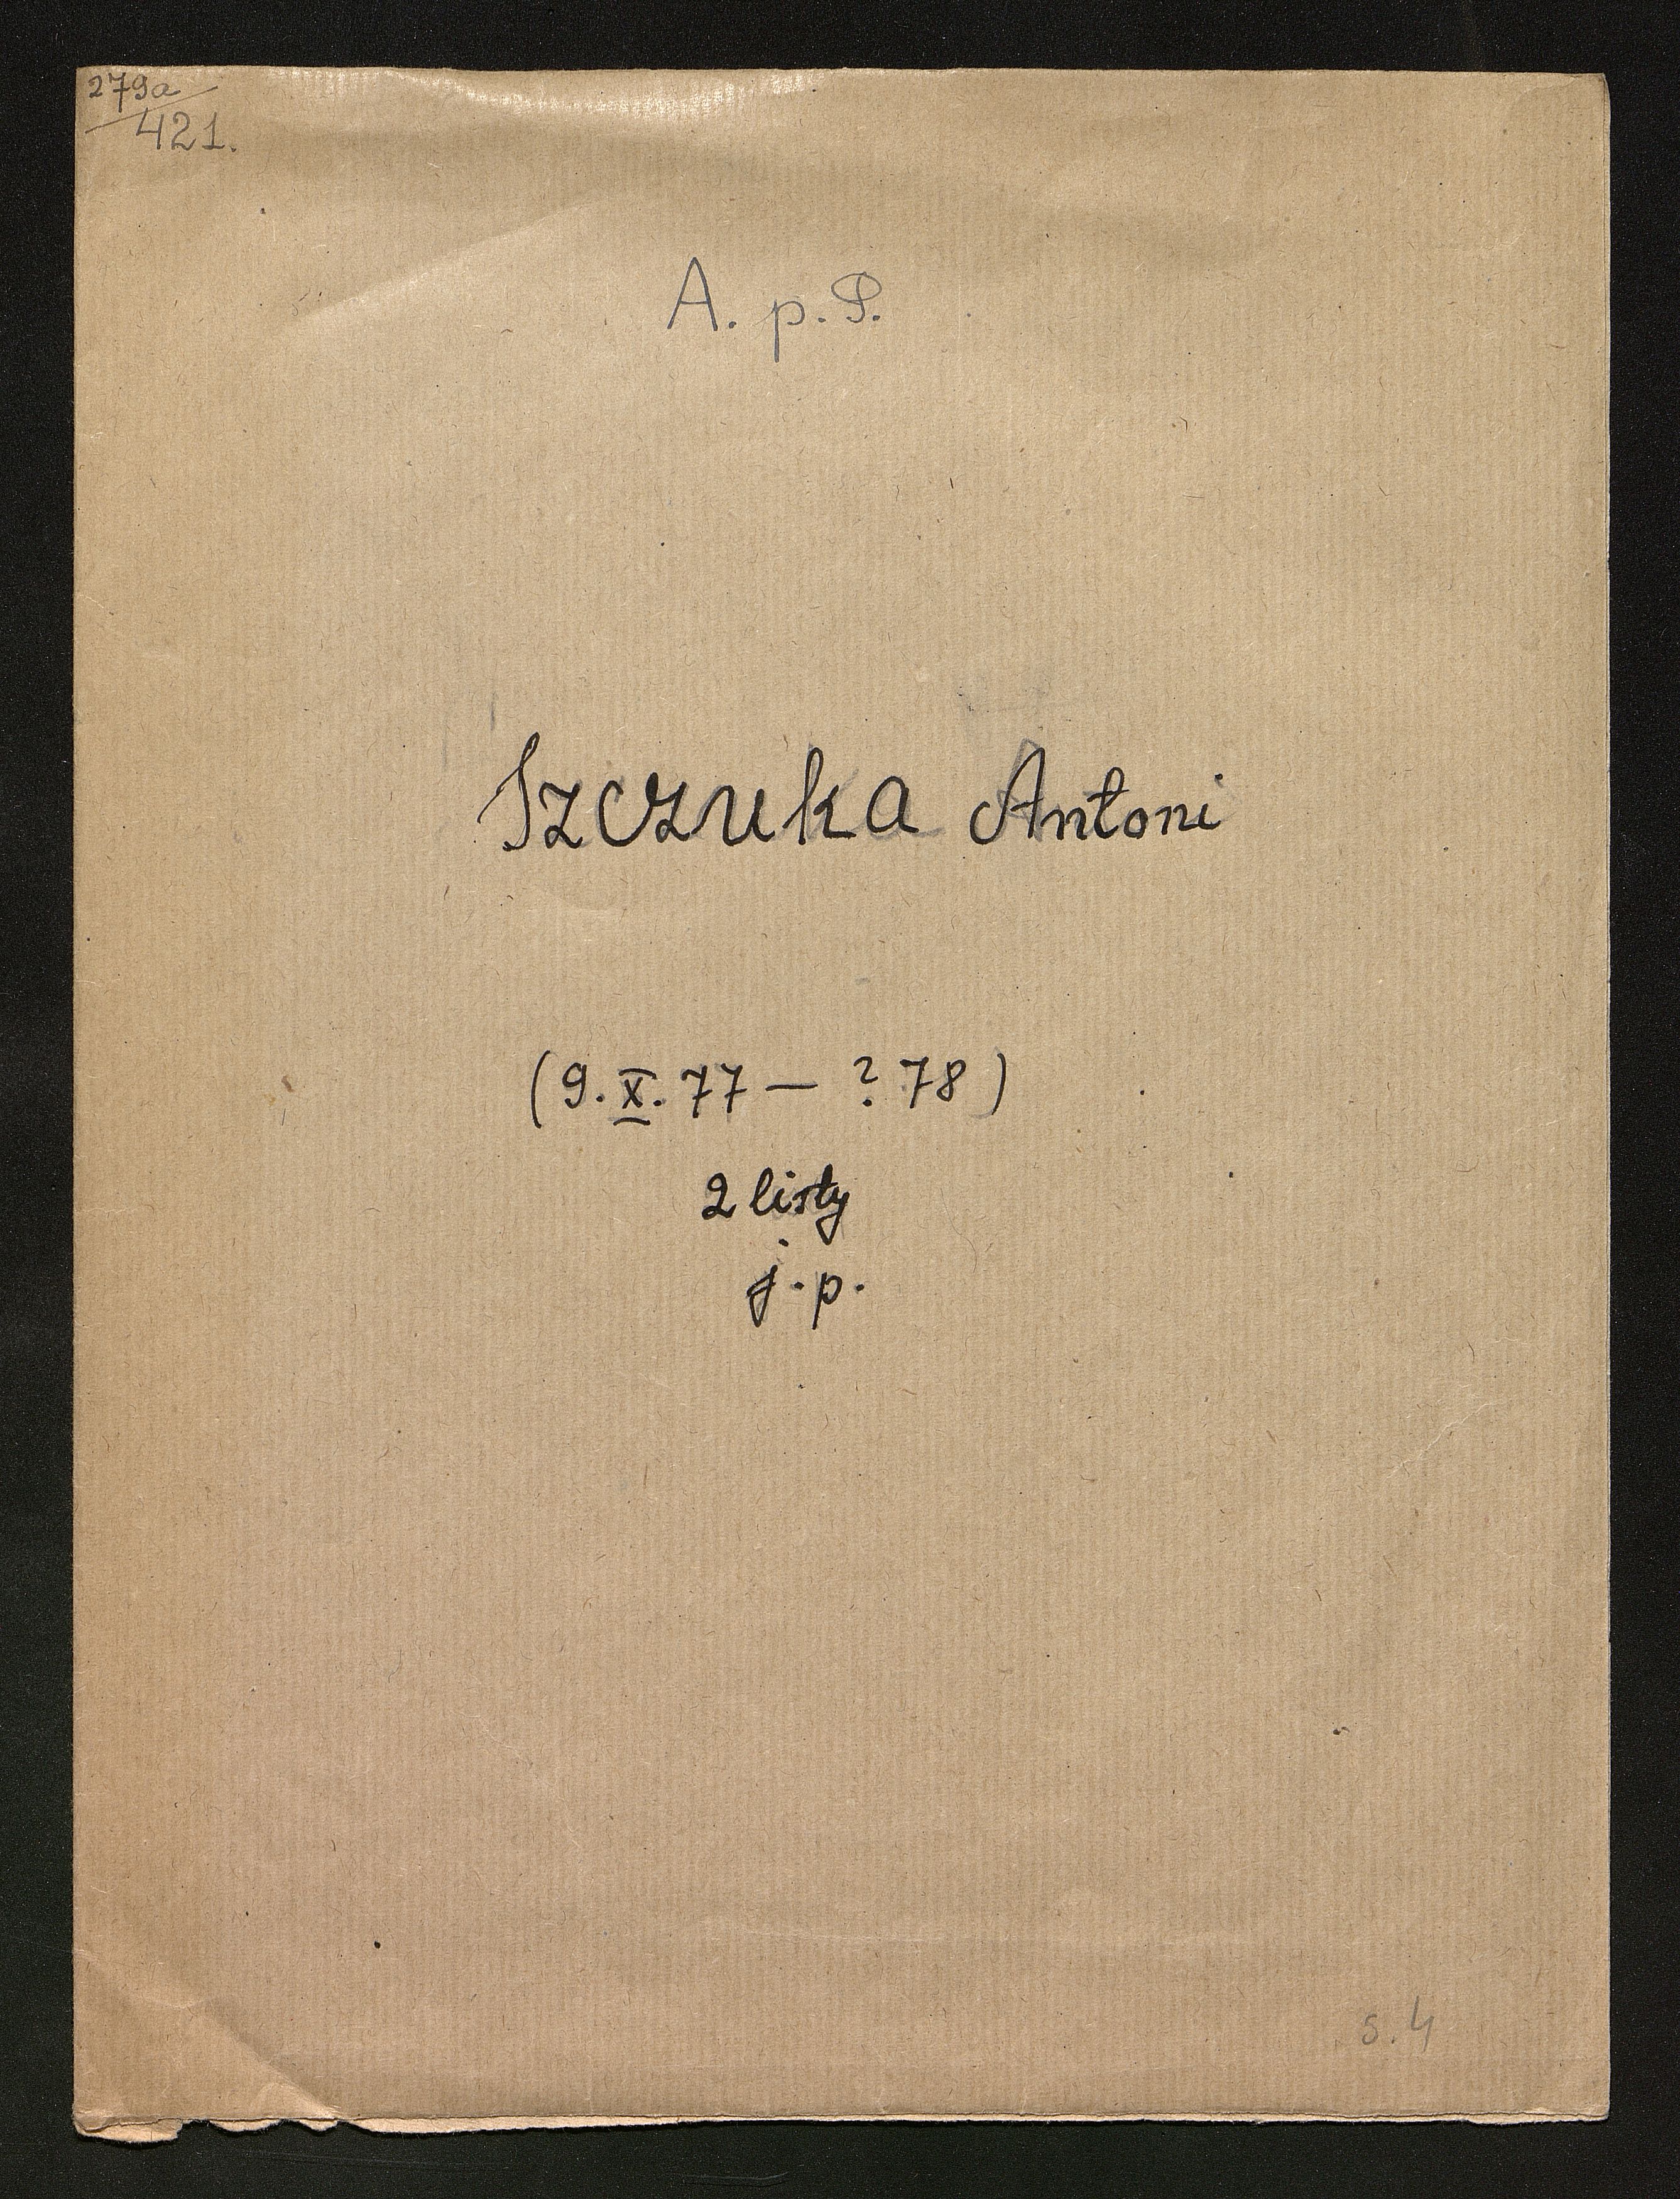 279a
421.
A. p. P.
Szczuka Antoni
(9. X. 77 — ? 78)
2 listy
j. p.
s. 4